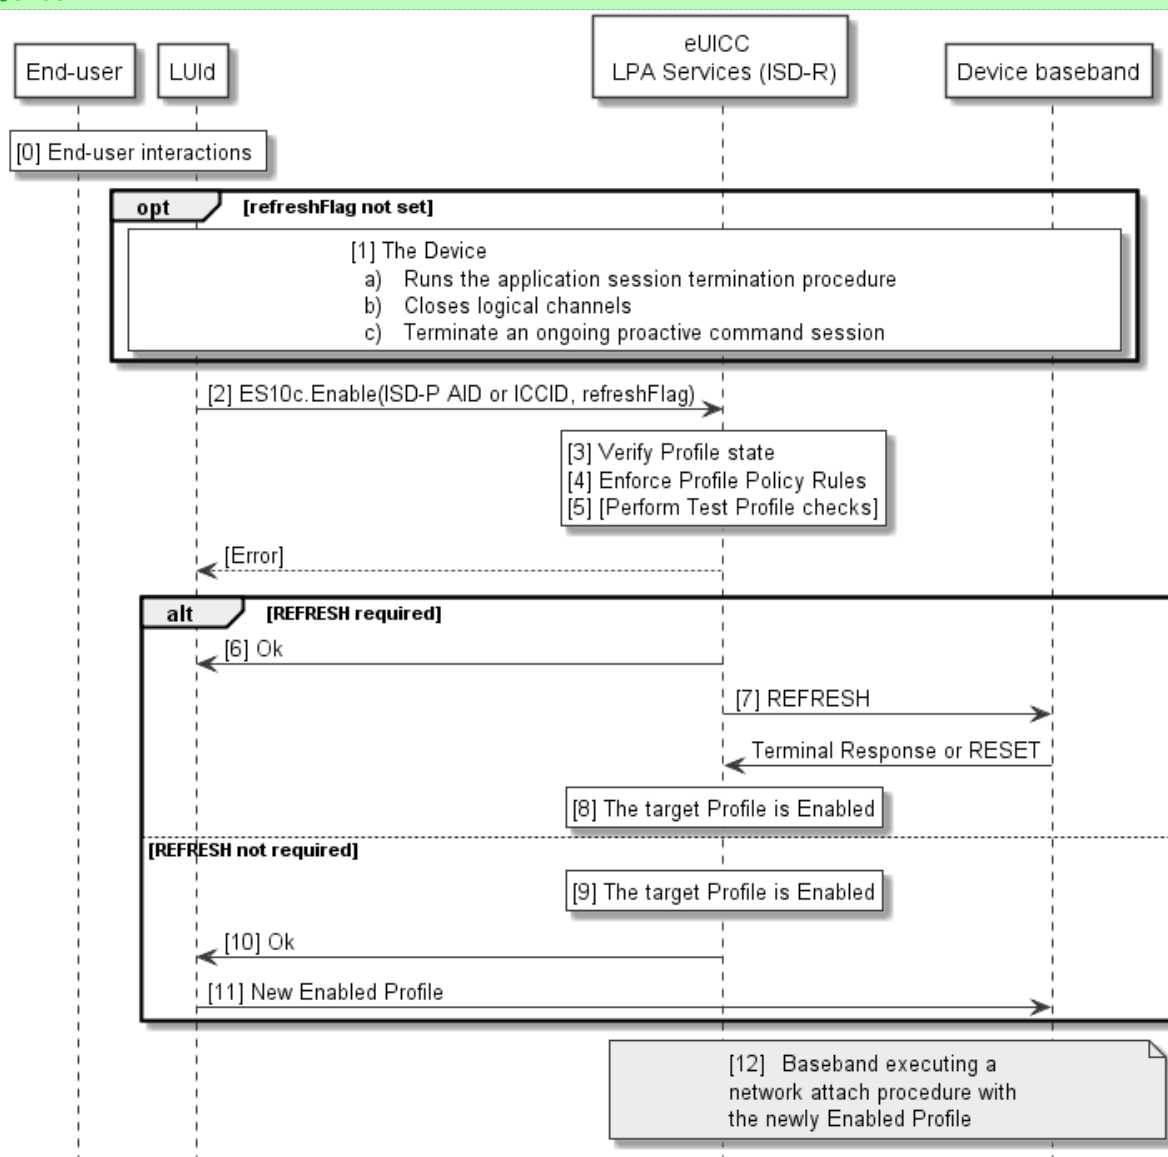 End-user
LUId
eUICC
LPA Services (ISD-R)
Device baseband
[0] End-user interactions
opt
[refreshFlag not set]
[1] The Device
a) Runs the application session termination procedure
b) Closes logical channels
c) Terminate an ongoing proactive command session
[2] ES10c.Enable(ISD-P AID or ICCID, refreshFlag)
[3] Verify Profile state
[4] Enforce Profile Policy Rules
[5] [Perform Test Profile checks]
[Error]
alt
[REFRESH required]
[6] Ok
[7] REFRESH
Terminal Response or RESET
[8] The target Profile is Enabled
[REFRESH not required]
[9] The target Profile is Enabled
[10] Ok
[11] New Enabled Profile
[12] Baseband executing a
network attach procedure with
the newly Enabled Profile